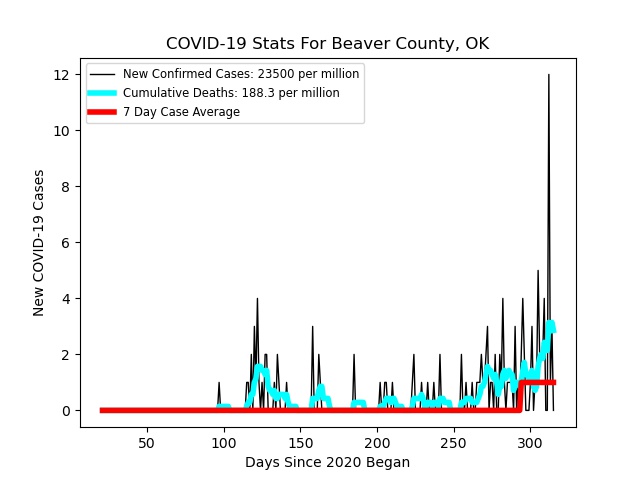 COVID-19 Stats For Beaver County, OK
New Confirmed Cases: 23500 per million
Cumulative Deaths: 188.3 per million
7 Day Case Average
New COVID-19 Cases
12
10
8
6
4
2
0
50 100 150 200 250 300
Days Since 2020 Began